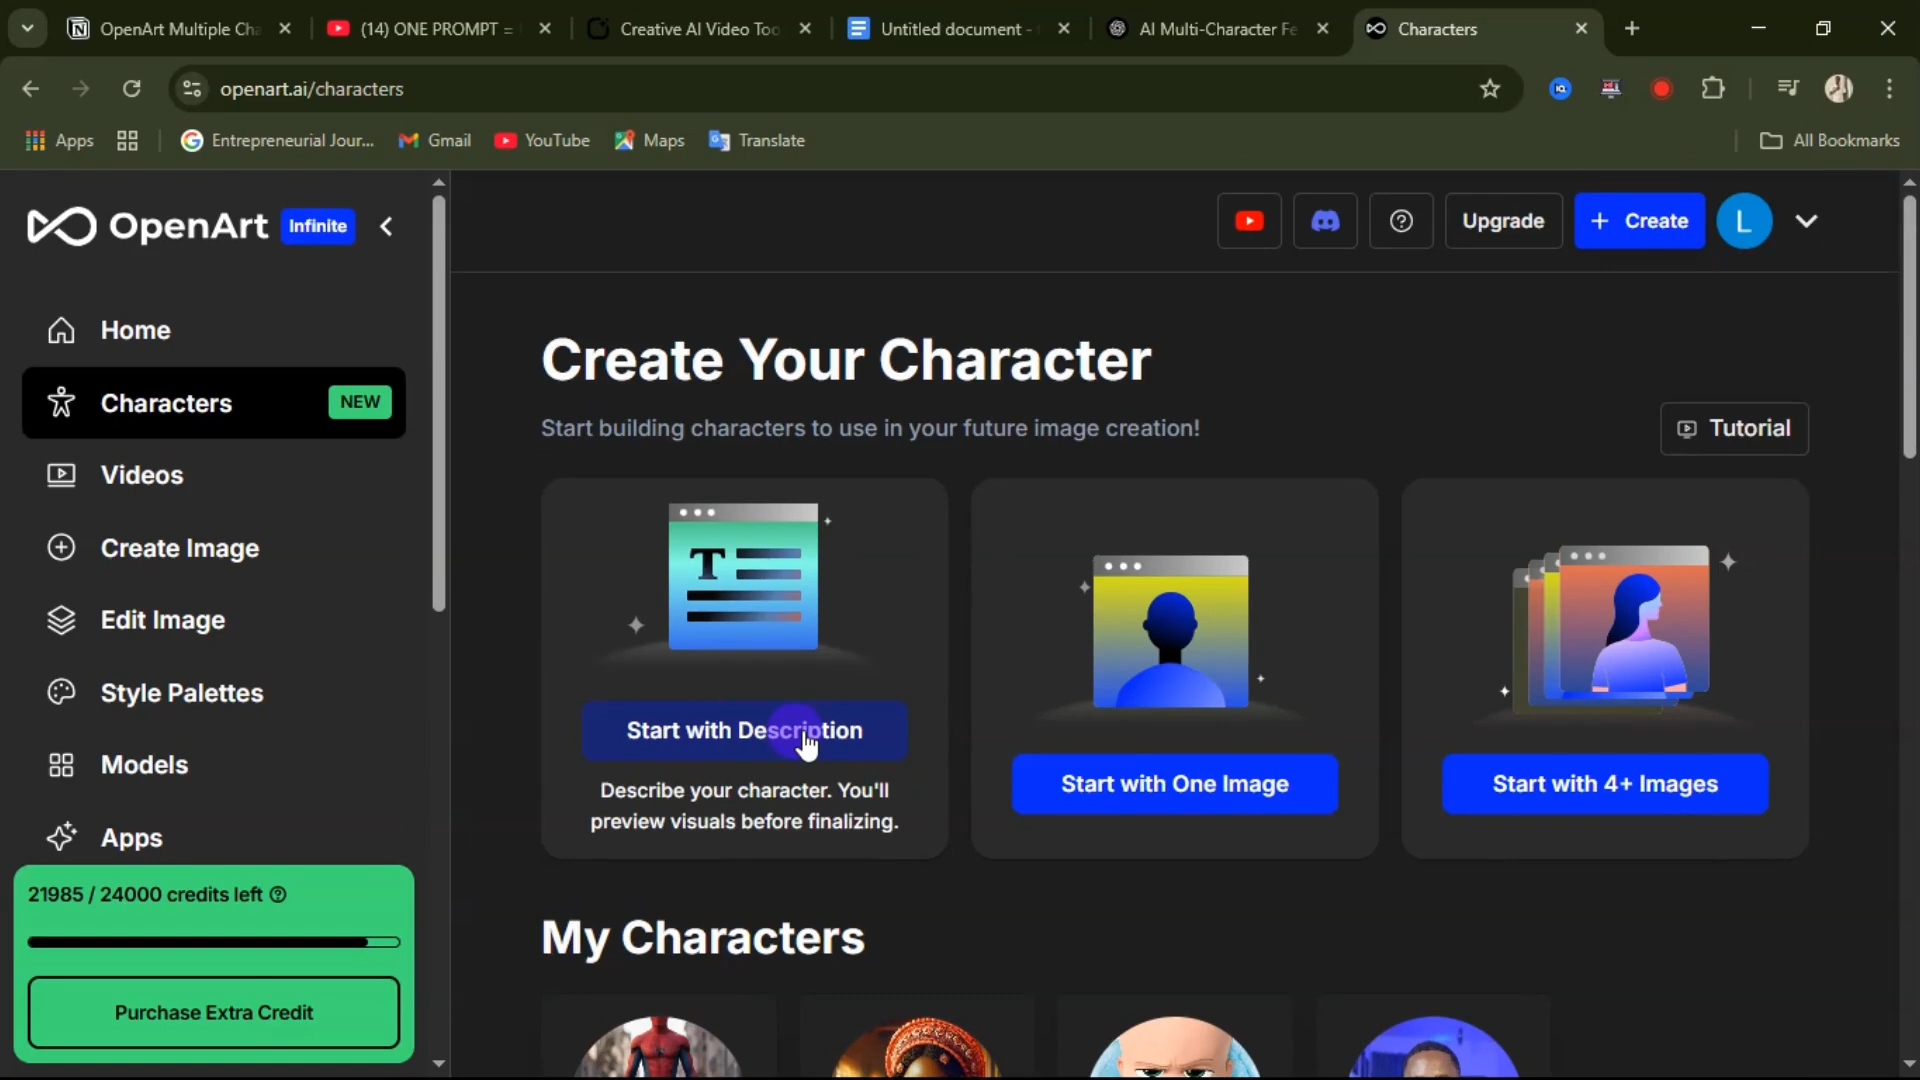 OpenArt Multiple Cha
(14) ONE PROMPT =
Creative AI Video Too
Untitled document -
AI Multi-Character Fe
Characters
openart.ai/characters
Apps
Entrepreneurial Jour...
Gmail
YouTube
Maps
Translate
All Bookmarks
OpenArt Infinite
Upgrade
+ Create
L
Home
Characters NEW
Videos
Create Image
Edit Image
Style Palettes
Models
Apps
21985 / 24000 credits left
Purchase Extra Credit
Create Your Character
Start building characters to use in your future image creation!
Tutorial
T
Start with Description
Describe your character. You'll
preview visuals before finalizing.
Start with One Image
Start with 4+ Images
My Characters